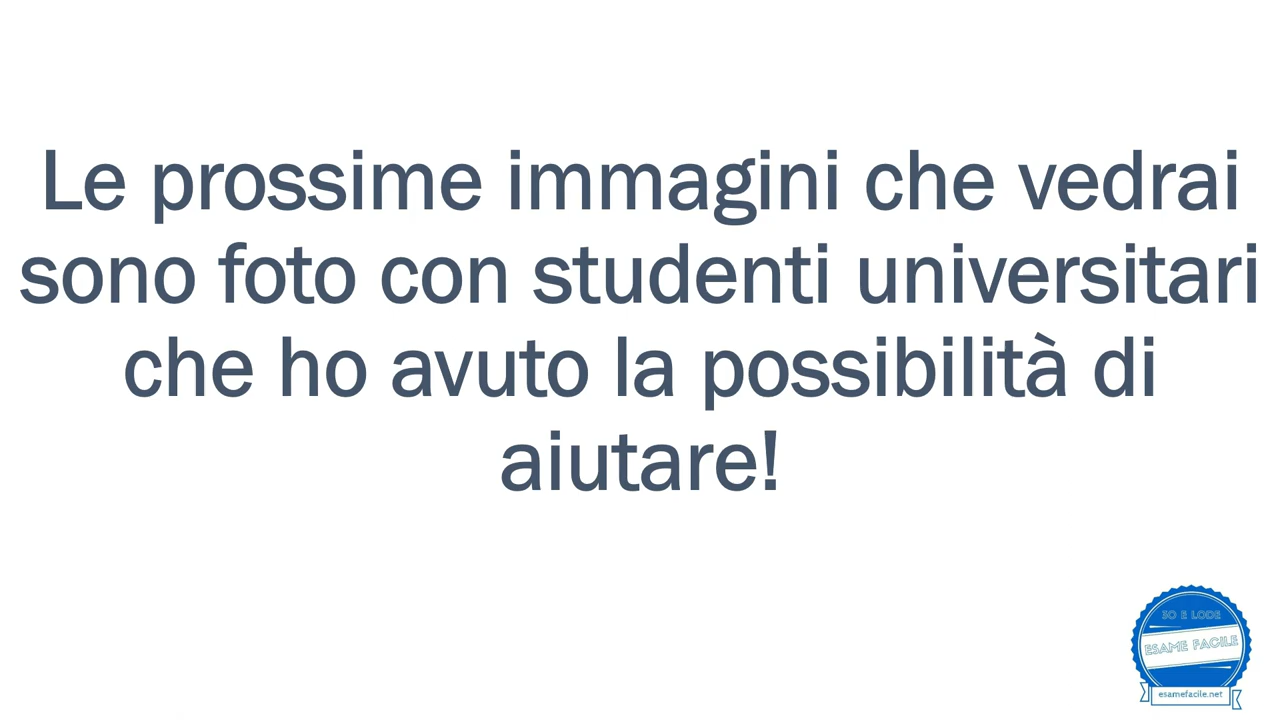 Le prossime immagini che vedrai
sono foto con studenti universitari
che ho avuto la possibilità di
aiutare!
30 E LODE
ESAME FACILE
esamefacile.net